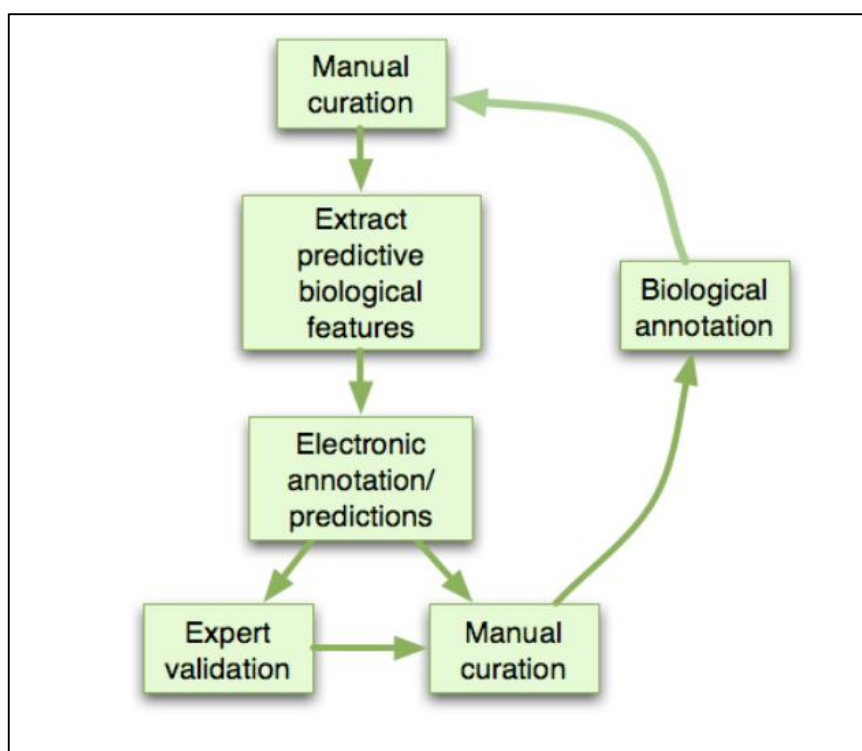 Manual
curation
Extract
predictive
biological
features
Biological
annotation
Electronic
annotation/
predictions
Expert
validation
Manual
curation